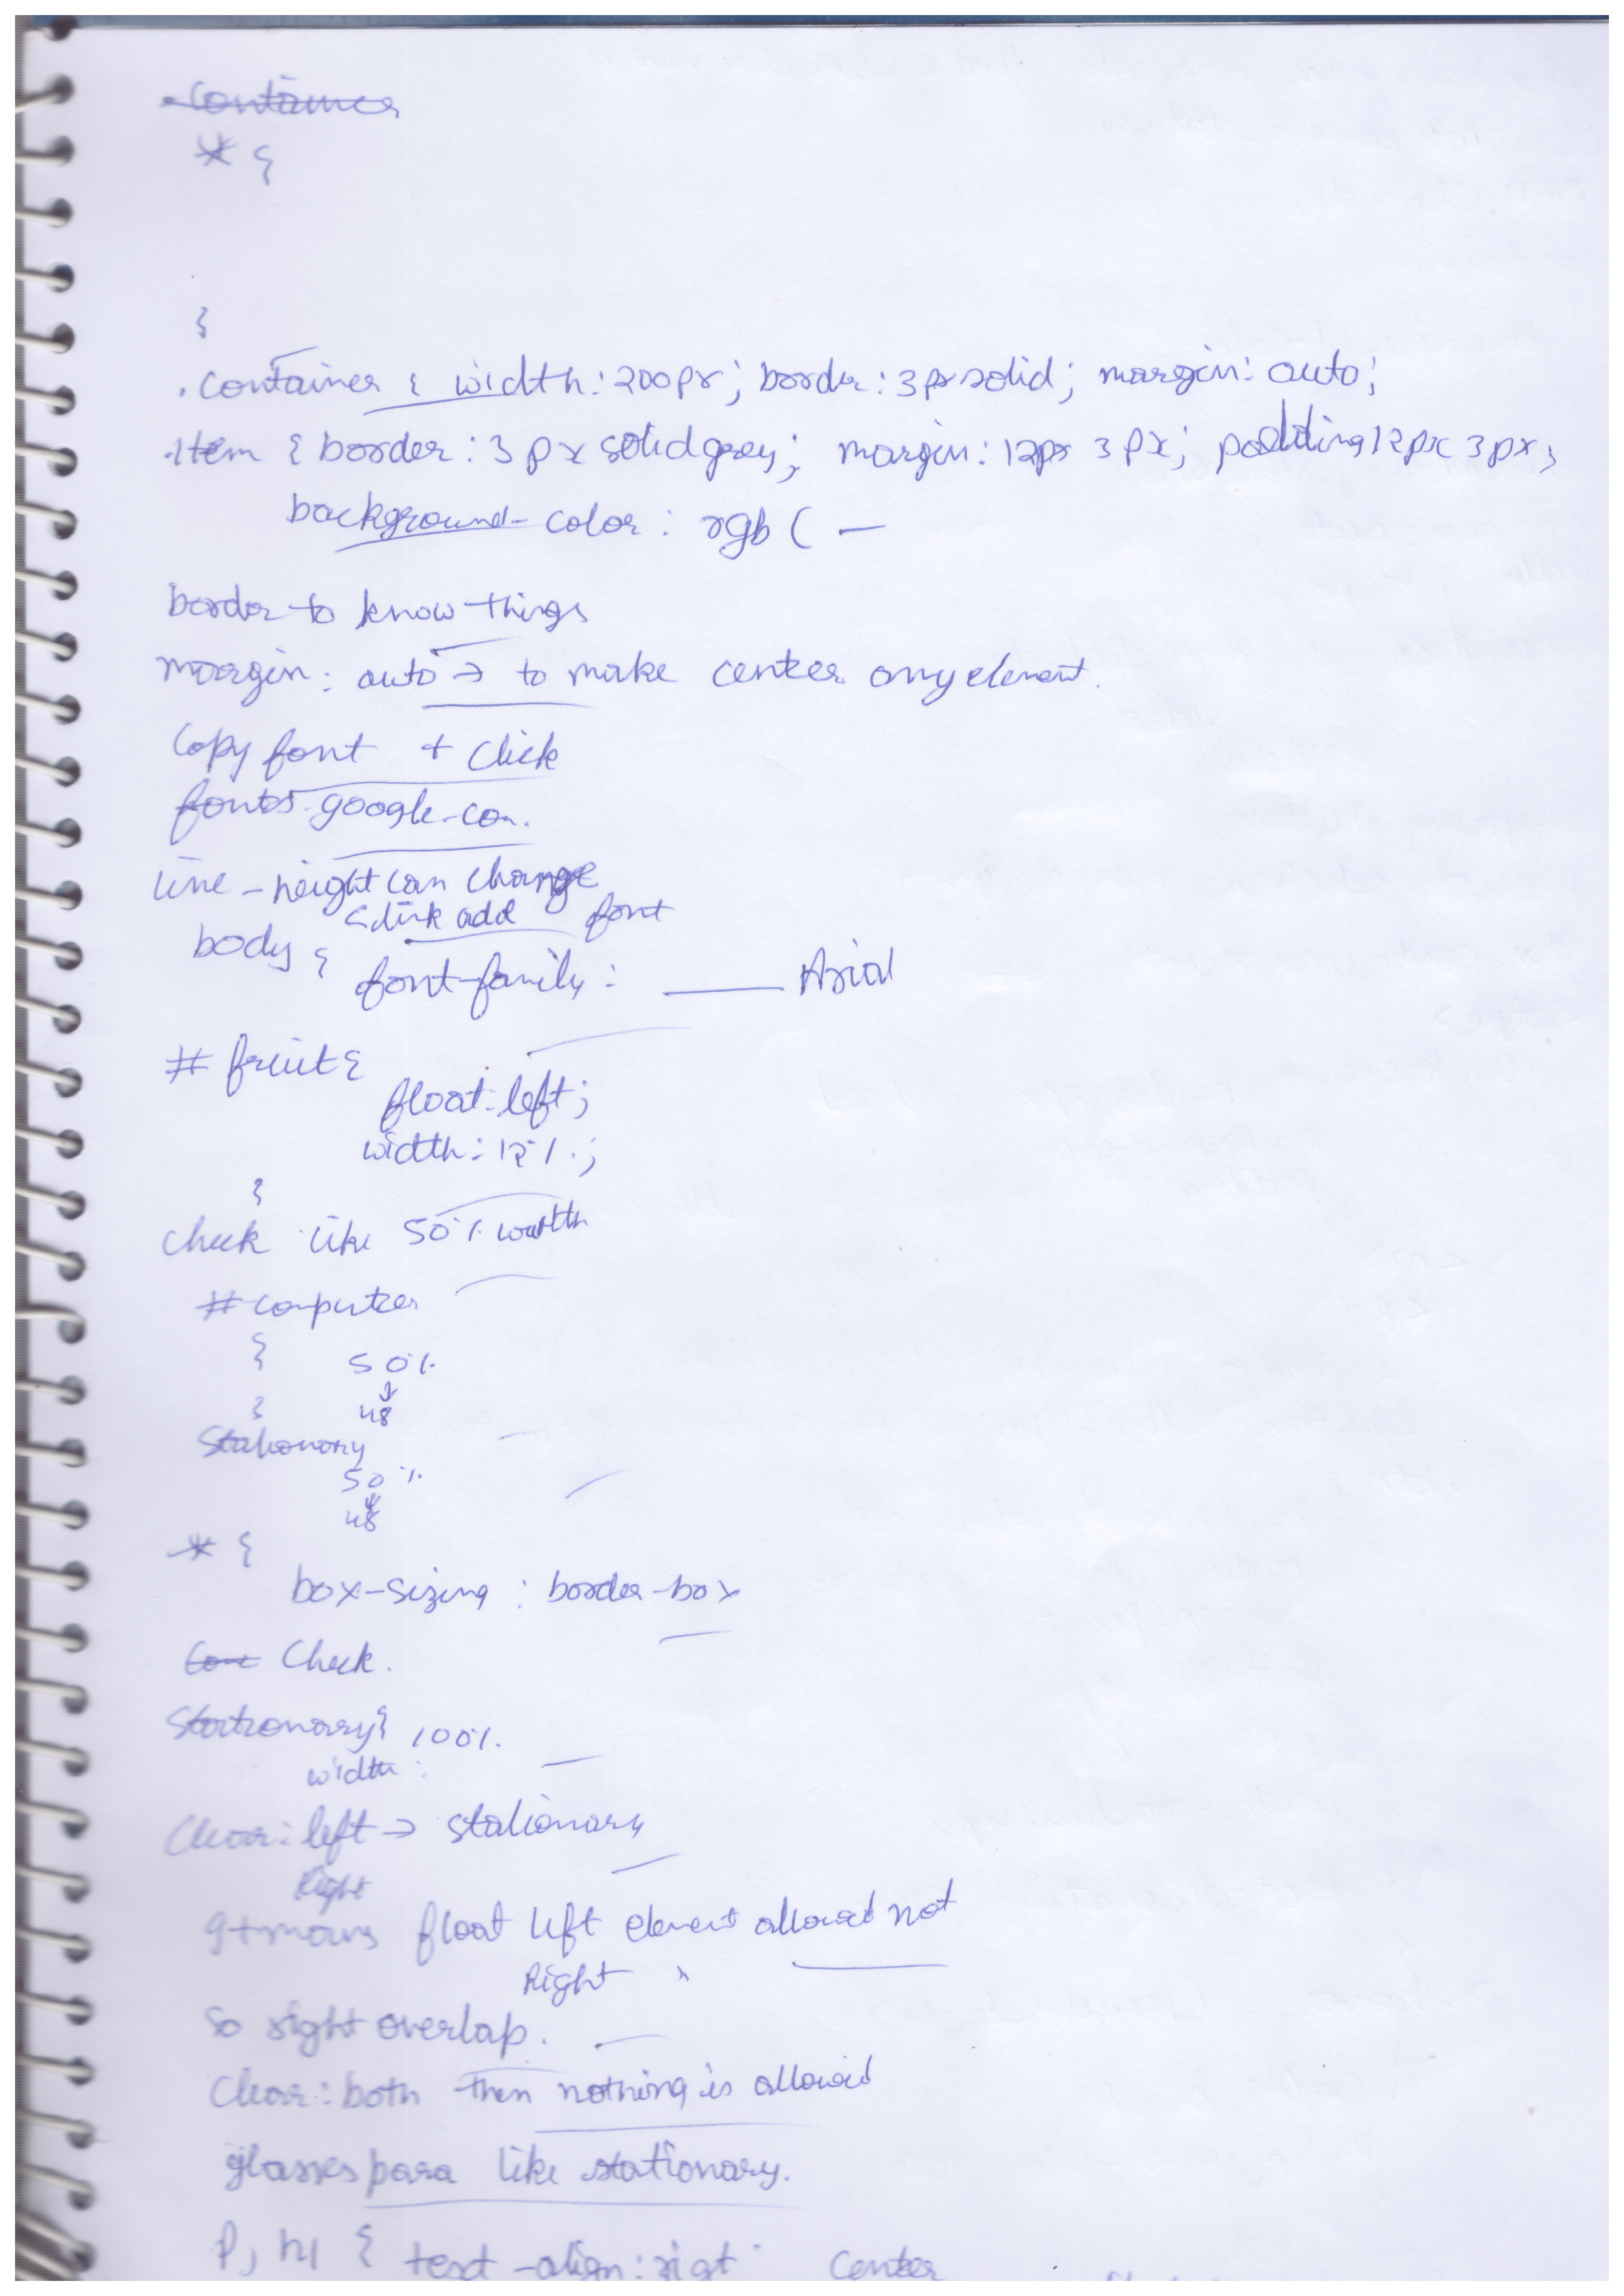 .container
* {
}
.container { width: 200px; border: 3px solid; margin: auto;
.item { border: 3px solid grey; margin: 12px 3px; padding 12px 3px;
background-color: rgb ( —
border to know things
margin: auto → to make center any element.
Copy font + click
fonts.google.com.
line-height can change
<link add font
body { font-family: ____ Arial
# fruit {
float: left;
width: 12%.;
}
Check like 50% width
# computer
{ 50%
↓
} 48
Stationary
50%
↓
48
* {
box-sizing : border-box
Check.
Stationary{ 100%.
width :
Clear: left → stationary
Right
It means float left element allowed not
Right "
So right overlap.
Clear: both then nothing is allowed
glasses para like stationary.
P, h1 { text-align: rigt center